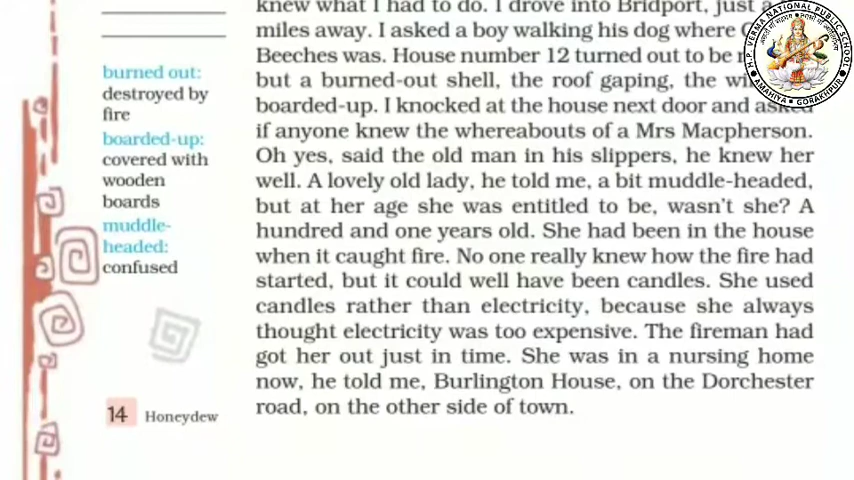 knew what I had to do. I drove into Bridport, just a
miles away. I asked a boy walking his dog where
Beeches was. House number 12 turned out to be
but a burned-out shell, the roof gaping, the
boarded-up. I knocked at the house next door and asked
if anyone knew the whereabouts of a Mrs Macpherson.
Oh yes, said the old man in his slippers, he knew her
well. A lovely old lady, he told me, a bit muddle-headed,
but at her age she was entitled to be, wasn't she? A
hundred and one years old. She had been in the house
when it caught fire. No one really knew how the fire had
started, but it could well have been candles. She used
candles rather than electricity, because she always
thought electricity was too expensive. The fireman had
got her out just in time. She was in a nursing home
now, he told me, Burlington House, on the Dorchester
road, on the other side of town.
burned out:
destroyed by
fire
boarded-up:
covered with
wooden
boards
muddle-
headed:
confused
14 Honeydew
H.P. VERMA NATIONAL PUBLIC SCHOOL
AMAHIYA, GORAKHPUR